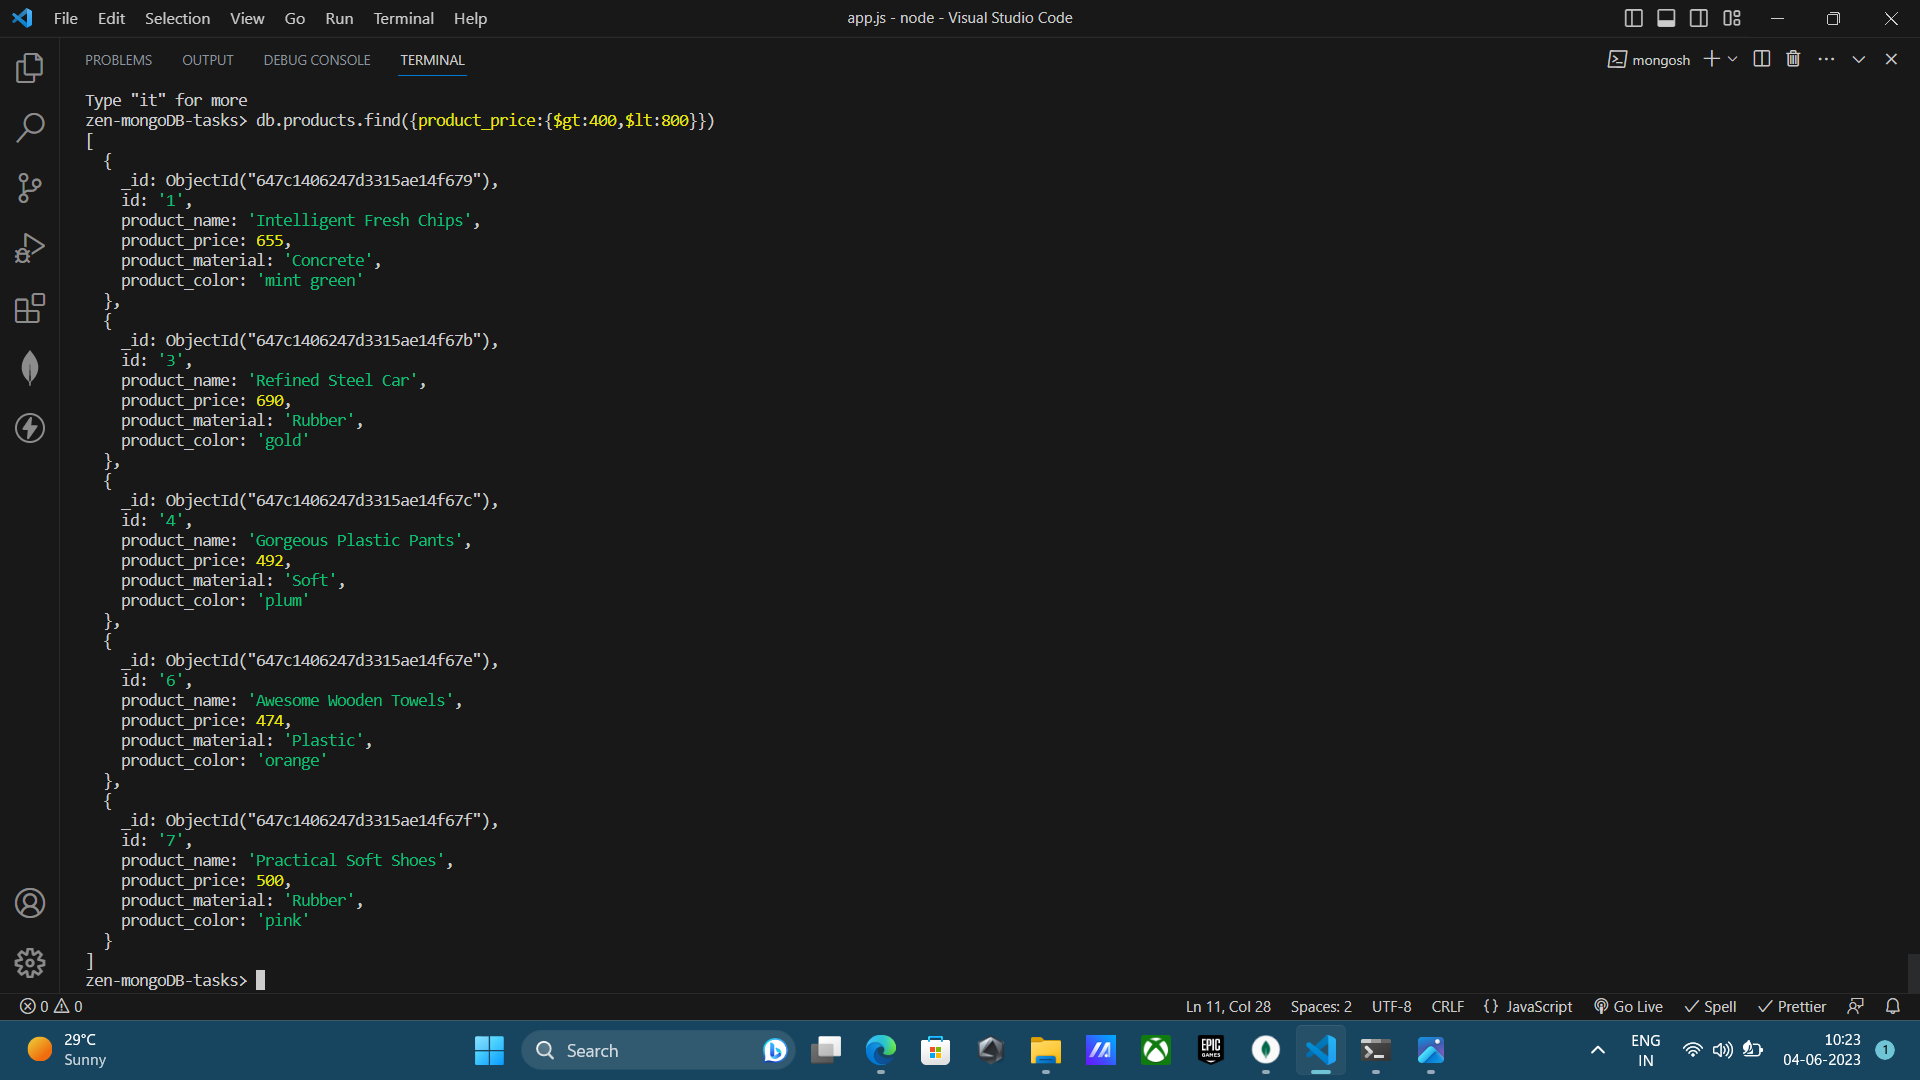 File Edit Selection View Go Run Terminal Help
app.js - node - Visual Studio Code
PROBLEMS OUTPUT DEBUG CONSOLE TERMINAL
mongosh
Type "it" for more
zen-mongoDB-tasks> db.products.find({product_price:{$gt:400,$lt:800}})
[
{
_id: ObjectId("647c1406247d3315ae14f679"),
id: '1',
product_name: 'Intelligent Fresh Chips',
product_price: 655,
product_material: 'Concrete',
product_color: 'mint green'
},
{
_id: ObjectId("647c1406247d3315ae14f67b"),
id: '3',
product_name: 'Refined Steel Car',
product_price: 690,
product_material: 'Rubber',
product_color: 'gold'
},
{
_id: ObjectId("647c1406247d3315ae14f67c"),
id: '4',
product_name: 'Gorgeous Plastic Pants',
product_price: 492,
product_material: 'Soft',
product_color: 'plum'
},
{
_id: ObjectId("647c1406247d3315ae14f67e"),
id: '6',
product_name: 'Awesome Wooden Towels',
product_price: 474,
product_material: 'Plastic',
product_color: 'orange'
},
{
_id: ObjectId("647c1406247d3315ae14f67f"),
id: '7',
product_name: 'Practical Soft Shoes',
product_price: 500,
product_material: 'Rubber',
product_color: 'pink'
}
]
zen-mongoDB-tasks>
0 0
Ln 11, Col 28 Spaces: 2 UTF-8 CRLF {} JavaScript Go Live Spell Prettier
29°C
Sunny
Search
EPIC
GAMES
ENG
IN
10:23
04-06-2023
1